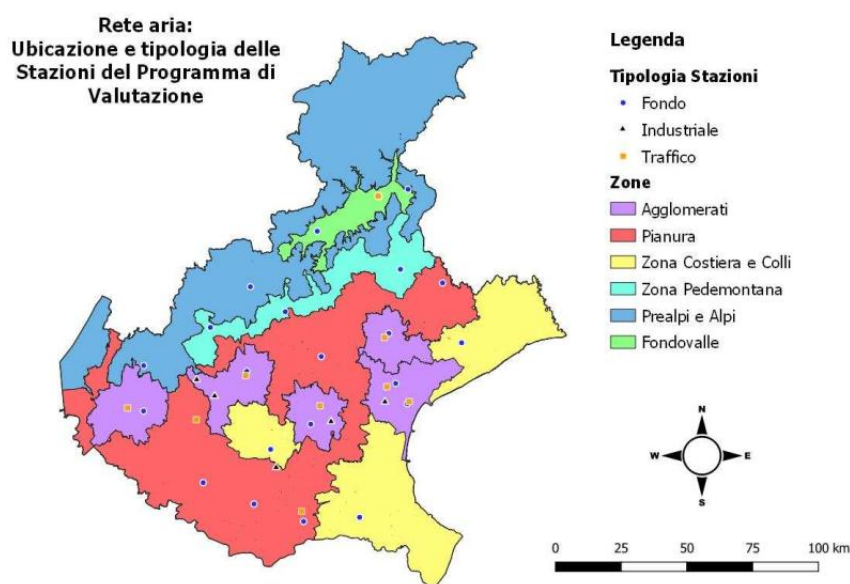 Rete aria:
Ubicazione e tipologia delle
Stazioni del Programma di
Valutazione
Legenda
Tipologia Stazioni
Fondo
Industriale
Traffico
Zone
Agglomerati
Pianura
Zona Costiera e Colli
Zona Pedemontana
Prealpi e Alpi
Fondovalle
N
W E
S
0 25 50 75 100 km